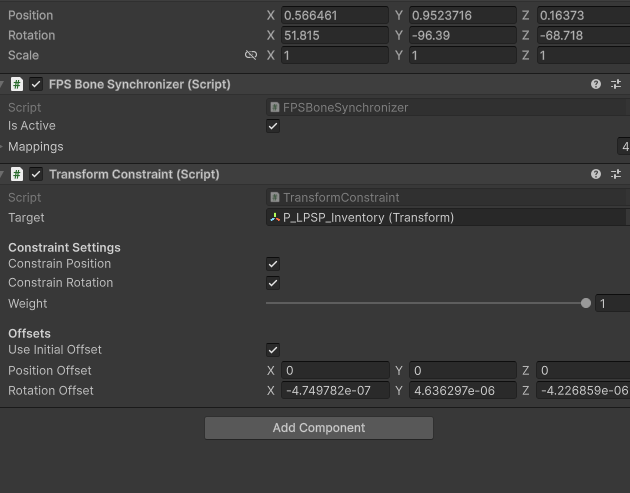 Position X 0.566461 Y 0.9523716 Z 0.16373
Rotation X 51.815 Y -96.39 Z -68.718
Scale X 1 Y 1 Z 1
# FPS Bone Synchronizer (Script)
Script # FPSBoneSynchronizer
Is Active
Mappings 4
# Transform Constraint (Script)
Script # TransformConstraint
Target P_LPSP_Inventory (Transform)
Constraint Settings
Constrain Position
Constrain Rotation
Weight 1
Offsets
Use Initial Offset
Position Offset X 0 Y 0 Z 0
Rotation Offset X -4.749782e-07 Y 4.636297e-06 Z -4.226859e-06
Add Component